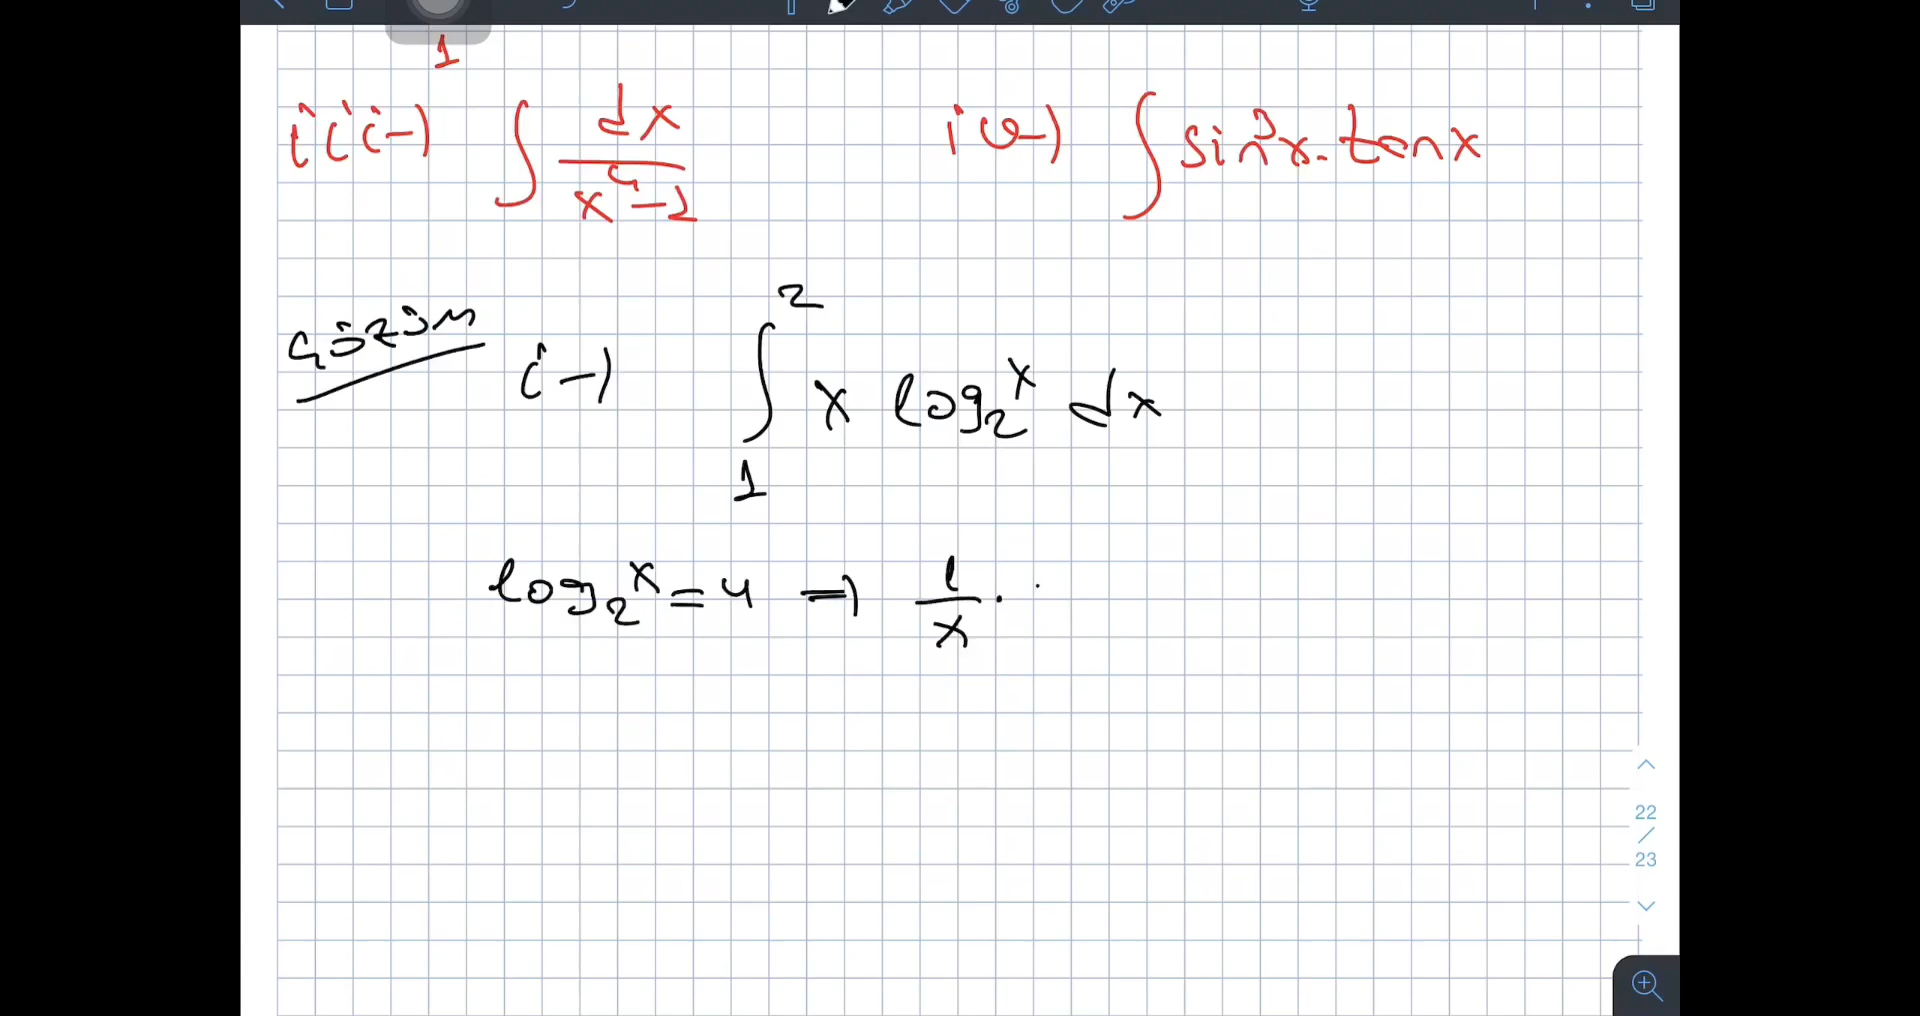 1
iii-) ∫ dx / (x⁴-1) iv-) ∫ sin³x.tanx
Çözüm i-) ∫₁² x log₂x dx
log₂x = u ⇒ 1/x .
22
/
23